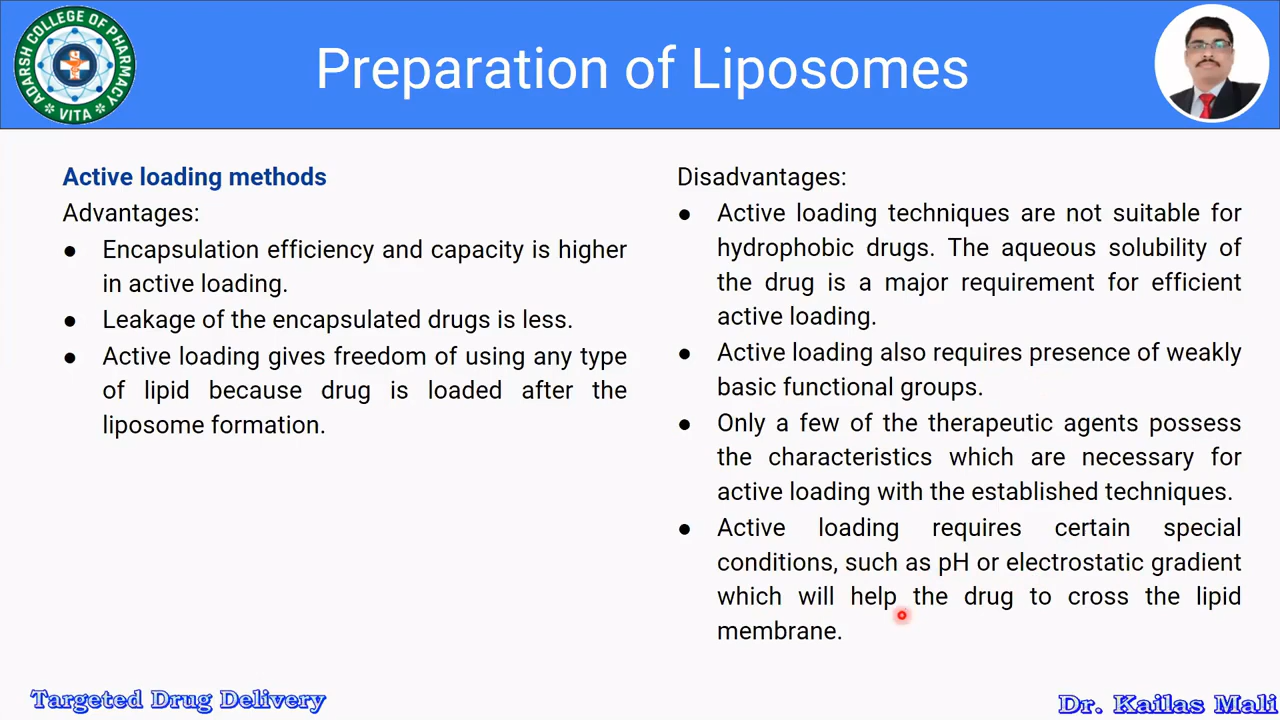 ADARSH COLLEGE OF PHARMACY
VITA
Preparation of Liposomes
Active loading methods
Advantages:
● Encapsulation efficiency and capacity is higher
in active loading.
● Leakage of the encapsulated drugs is less.
● Active loading gives freedom of using any type
of lipid because drug is loaded after the
liposome formation.
Disadvantages:
● Active loading techniques are not suitable for
hydrophobic drugs. The aqueous solubility of
the drug is a major requirement for efficient
active loading.
● Active loading also requires presence of weakly
basic functional groups.
● Only a few of the therapeutic agents possess
the characteristics which are necessary for
active loading with the established techniques.
● Active loading requires certain special
conditions, such as pH or electrostatic gradient
which will help the drug to cross the lipid
membrane.
Targeted Drug Delivery
Dr. Kailas Mali